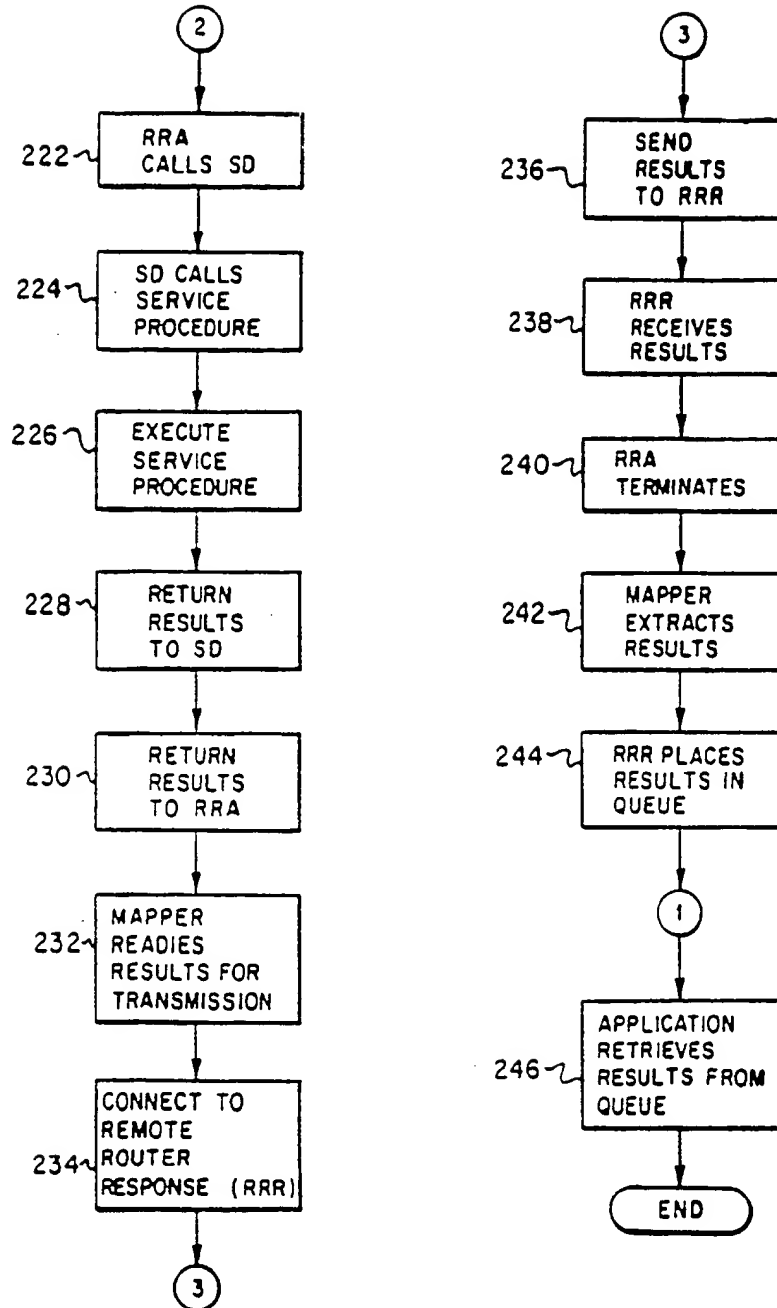 2
222
RRA
CALLS SD
224
SD CALLS
SERVICE
PROCEDURE
226
EXECUTE
SERVICE
PROCEDURE
228
RETURN
RESULTS
TO SD
230
RETURN
RESULTS
TO RRA
232
MAPPER
READIES
RESULTS FOR
TRANSMISSION
234
CONNECT TO
REMOTE
ROUTER
RESPONSE (RRR)
3
3
236
SEND
RESULTS
TO RRR
238
RRR
RECEIVES
RESULTS
240
RRA
TERMINATES
242
MAPPER
EXTRACTS
RESULTS
244
RRR PLACES
RESULTS IN
QUEUE
1
246
APPLICATION
RETRIEVES
RESULTS FROM
QUEUE
END